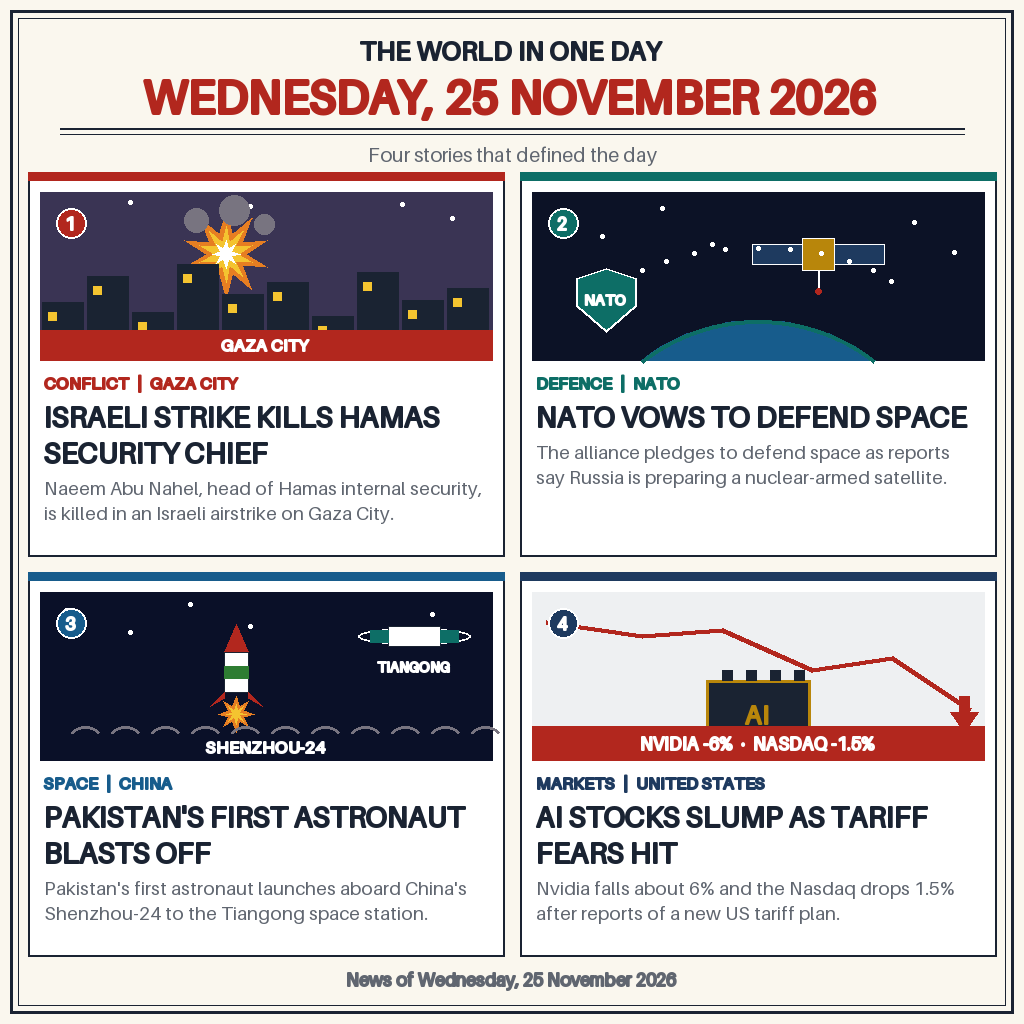 THE WORLD IN ONE DAY
WEDNESDAY, 25 NOVEMBER 2026
Four stories that defined the day
1
GAZA CITY
CONFLICT | GAZA CITY
ISRAELI STRIKE KILLS HAMAS
SECURITY CHIEF
Naeem Abu Nahel, head of Hamas internal security,
is killed in an Israeli airstrike on Gaza City.
2
NATO
DEFENCE | NATO
NATO VOWS TO DEFEND SPACE
The alliance pledges to defend space as reports
say Russia is preparing a nuclear-armed satellite.
3
TIANGONG
SHENZHOU-24
SPACE | CHINA
PAKISTAN'S FIRST ASTRONAUT
BLASTS OFF
Pakistan's first astronaut launches aboard China's
Shenzhou-24 to the Tiangong space station.
4
AI
NVIDIA -6% · NASDAQ -1.5%
MARKETS | UNITED STATES
AI STOCKS SLUMP AS TARIFF
FEARS HIT
Nvidia falls about 6% and the Nasdaq drops 1.5%
after reports of a new US tariff plan.
News of Wednesday, 25 November 2026